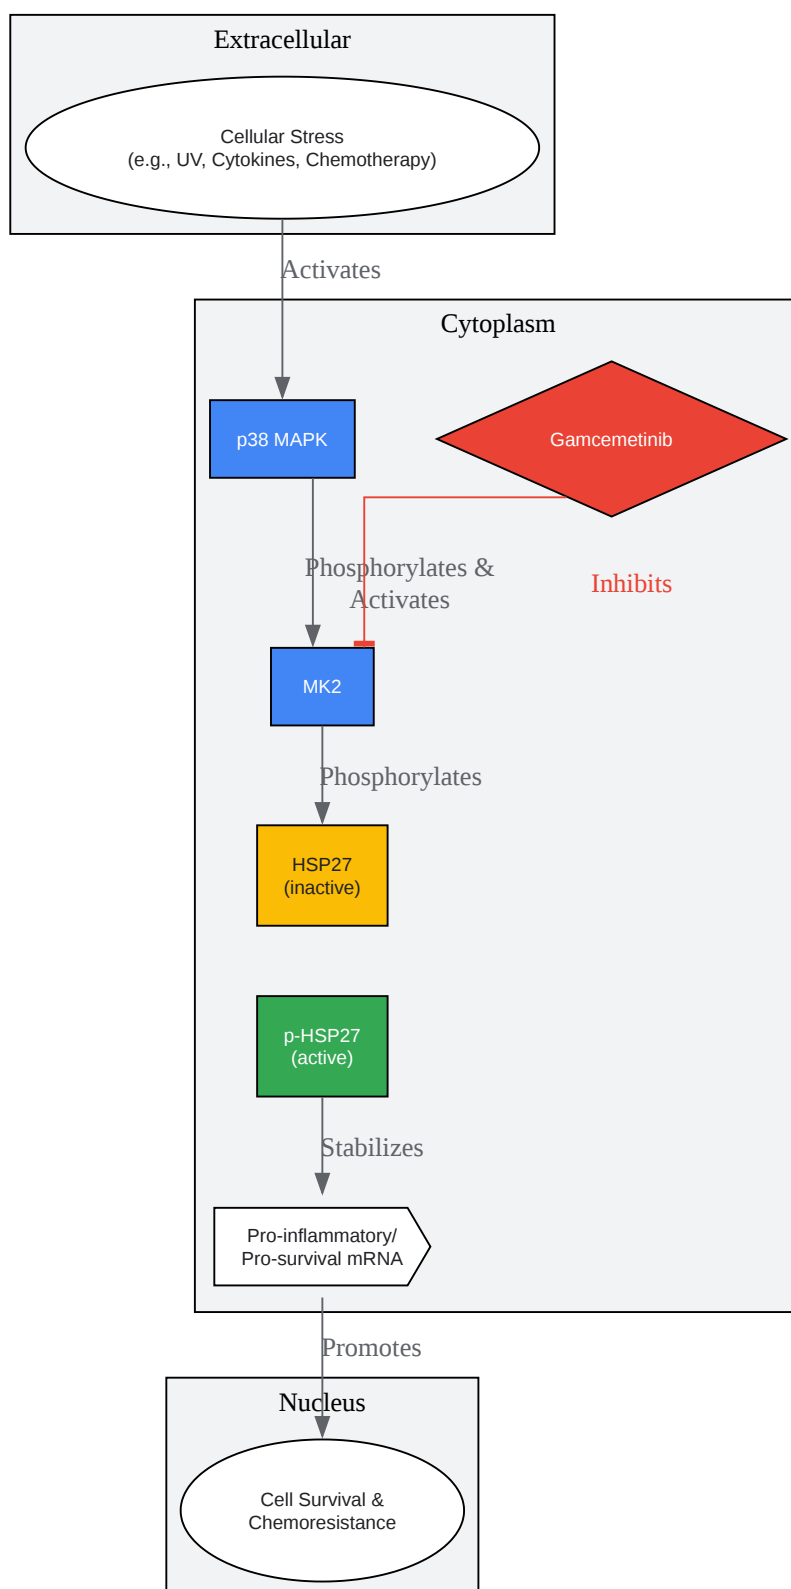 Extracellular
Cellular Stress
(e.g., UV, Cytokines, Chemotherapy)
Activates
Cytoplasm
p38 MAPK
Gamcemetinib
Phosphorylates &
Activates
Inhibits
MK2
Phosphorylates
HSP27
(inactive)
p-HSP27
(active)
Stabilizes
Pro-inflammatory/
Pro-survival mRNA
Promotes
Nucleus
Cell Survival &
Chemoresistance